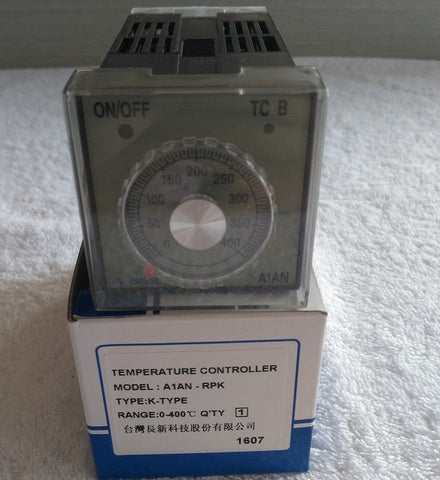 ON/OFF TC B
0 50 100 150 200 250 300 350 400
A1AN
TEMPERATURE CONTROLLER
MODEL : A1AN - RPK
TYPE:K-TYPE
RANGE:0-400℃ Q'TY 1
台灣長新科技股份有限公司
1607